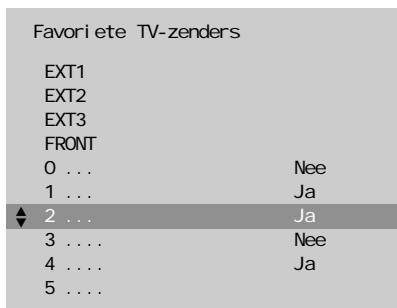 Favoriete TV-zenders
EXT1
EXT2
EXT3
FRONT
0 ... Nee
1 ... Ja
2 ... Ja
3 .... Nee
4 .... Ja
5 ....